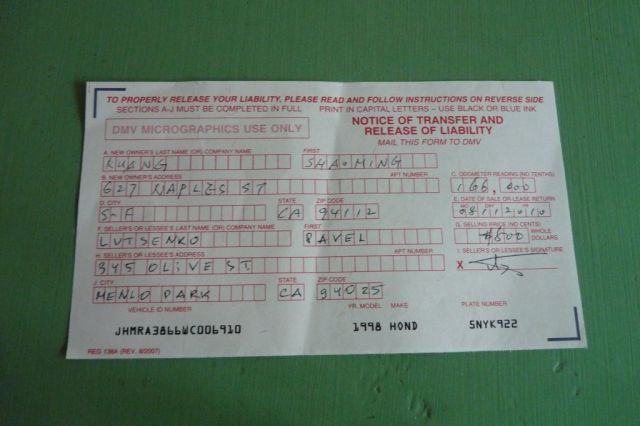 TO PROPERLY RELEASE YOUR LIABILITY, PLEASE READ AND FOLLOW INSTRUCTIONS ON REVERSE SIDE
SECTIONS A-J MUST BE COMPLETED IN FULL PRINT IN CAPITAL LETTERS – USE BLACK OR BLUE INK
DMV MICROGRAPHICS USE ONLY
NOTICE OF TRANSFER AND
RELEASE OF LIABILITY
MAIL THIS FORM TO DMV
A. NEW OWNER'S LAST NAME (OR) COMPANY NAME FIRST
KUANG SHAOMING
B. NEW OWNER'S ADDRESS APT NUMBER C. ODOMETER READING (NO TENTHS)
627 NAPLES ST 166,000
D. CITY STATE ZIP CODE E. DATE OF SALE OR LEASE RETURN
S-F CA 94112 08112010
F. SELLER'S OR LESSEE'S LAST NAME (OR) COMPANY NAME FIRST G. SELLING PRICE (NO CENTS)
LUTSENKO PAVEL WHOLE DOLLARS
H. SELLER'S OR LESSEE'S ADDRESS APT NUMBER I. SELLER'S OR LESSEE'S SIGNATURE
345 OLIVE ST. X
J. CITY STATE ZIP CODE
MENLO PARK CA 94025
VEHICLE ID NUMBER YR. MODEL MAKE PLATE NUMBER
JHMRA3866WC006910 1998 HOND 5NYK922
REG 138A (REV. 8/2007)